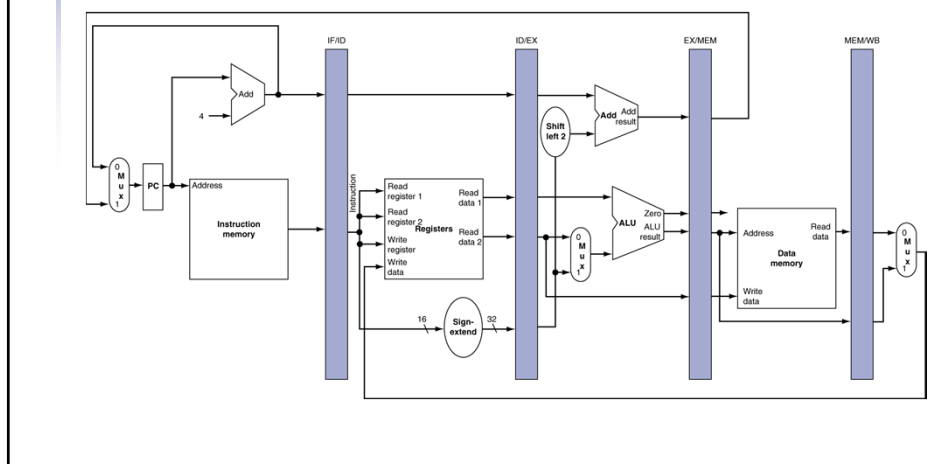 IF/ID
ID/EX
EX/MEM
MEM/WB
Add
4
Shift
left 2
Add
Add
result
0
M
u
x
1
PC
Address
Instruction
memory
Instruction
Read
register 1
Read
register 2
Write
register
Write
data
Registers
Read
data 1
Read
data 2
16
Sign-
extend
32
0
M
u
x
1
ALU
Zero
ALU
result
Address
Read
data
Data
memory
Write
data
0
M
u
x
1